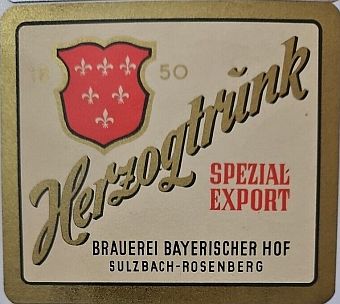 18 50
Herzogtrunk
SPEZIAL
EXPORT
BRAUEREI BAYERISCHER HOF
SULZBACH-ROSENBERG